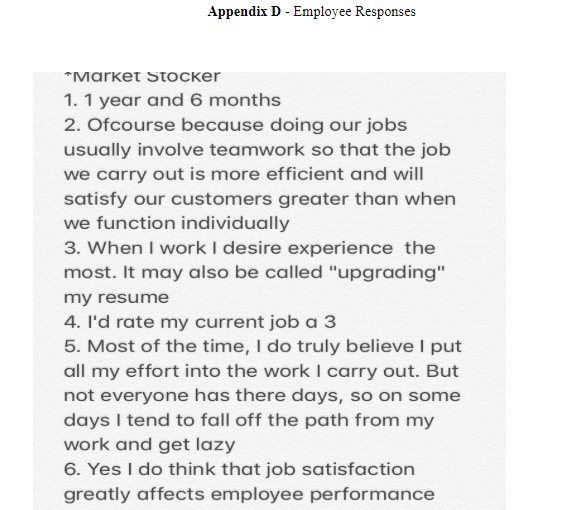 Appendix D - Employee Responses
*Market Stocker
1. 1 year and 6 months
2. Ofcourse because doing our jobs
usually involve teamwork so that the job
we carry out is more efficient and will
satisfy our customers greater than when
we function individually
3. When I work I desire experience  the
most. It may also be called "upgrading"
my resume
4. I'd rate my current job a 3
5. Most of the time, I do truly believe I put
all my effort into the work I carry out. But
not everyone has there days, so on some
days I tend to fall off the path from my
work and get lazy
6. Yes I do think that job satisfaction
greatly affects employee performance